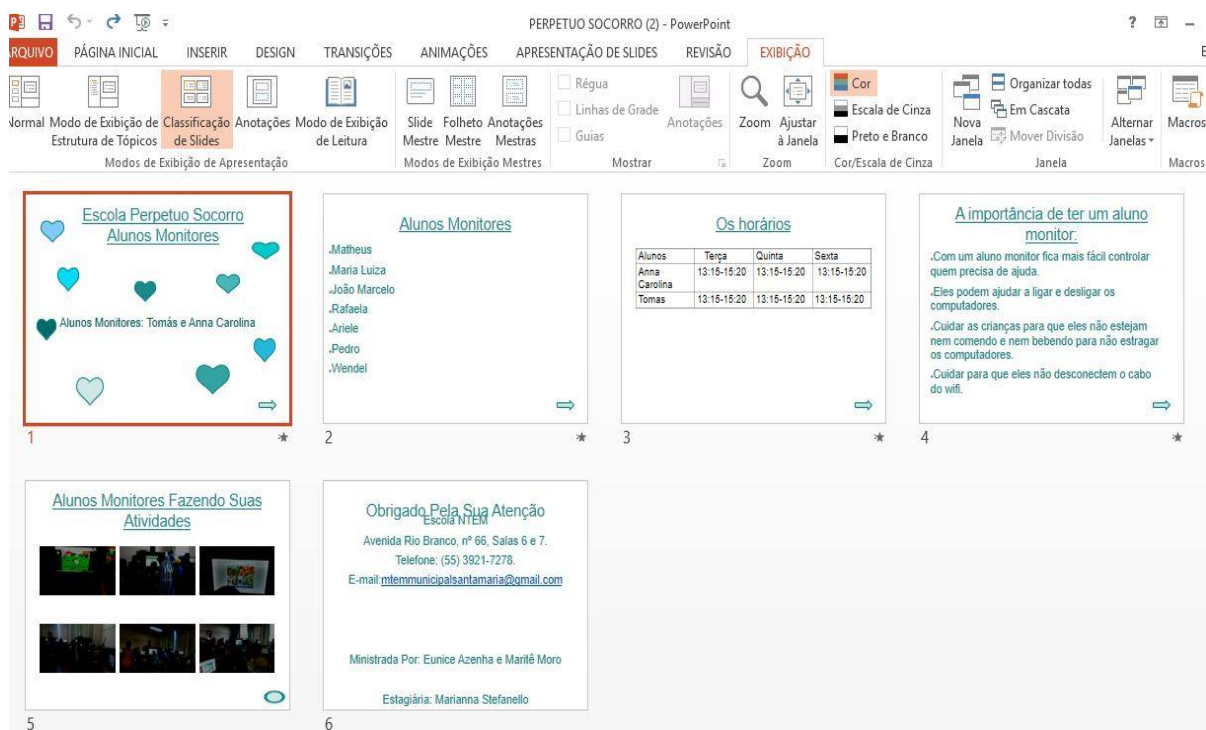 PERPETUO SOCORRO (2) - PowerPoint
ARQUIVO PÁGINA INICIAL INSERIR DESIGN TRANSIÇÕES ANIMAÇÕES APRESENTAÇÃO DE SLIDES REVISÃO EXIBIÇÃO
Normal
Modo de Exibição de
Estrutura de Tópicos
Classificação
de Slides
Anotações
Modo de Exibição
de Leitura
Modos de Exibição de Apresentação
Slide
Mestre
Folheto
Mestre
Anotações
Mestras
Modos de Exibição Mestres
Régua
Linhas de Grade
Guias
Anotações
Mostrar
Zoom
Ajustar
à Janela
Zoom
Cor
Escala de Cinza
Preto e Branco
Cor/Escala de Cinza
Nova
Janela
Organizar todas
Em Cascata
Mover Divisão
Alternar
Janelas
Janela
Macros
Macros
Escola Perpetuo Socorro
Alunos Monitores
Alunos Monitores: Tomás e Anna Carolina
1
Alunos Monitores
Matheus
Maria Luiza
João Marcelo
Rafaela
Ariele
Pedro
Wendel
2
Os horários
Alunos Terça Quinta Sexta
Anna Carolina 13:15-15:20 13:15-15:20 13:15-15:20
Tomas 13:15-15:20 13:15-15:20 13:15-15:20
3
A importância de ter um aluno
monitor:
Com um aluno monitor fica mais fácil controlar
quem precisa de ajuda.
Eles podem ajudar a ligar e desligar os
computadores.
Cuidar as crianças para que eles não estejam
nem comendo e nem bebendo para não estragar
os computadores.
Cuidar para que eles não desconectem o cabo
do wifi.
4
Alunos Monitores Fazendo Suas
Atividades
5
Obrigado Pela Sua Atenção
Escola NTEM
Avenida Rio Branco, nº 66, Salas 6 e 7.
Telefone: (55) 3921-7278.
E-mail:mtemmunicipalsantamaria@gmail.com
Ministrada Por: Eunice Azenha e Maritê Moro
Estagiária: Marianna Stefanello
6